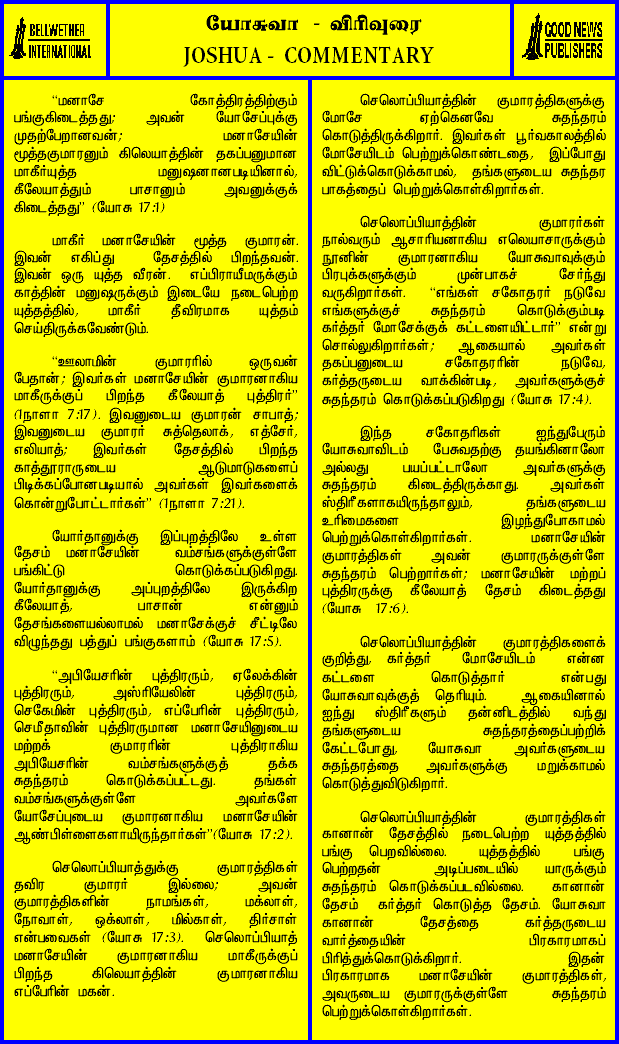 BELLWETHER
INTERNATIONAL
யோசுவா - விரிவுரை
JOSHUA - COMMENTARY
GOOD NEWS
PUBLISHERS
“மனாசே கோத்திரத்திற்கும்
பங்குகிடைத்தது; அவன் யோசேப்புக்கு
முதற்பேறானவன்; மனாசேயின்
மூத்தகுமாரனும் கிலெயாத்தின் தகப்பனுமான
மாகீர்யுத்த மனுஷனானபடியினால்,
கீலேயாத்தும் பாசானும் அவனுக்குக்
கிடைத்தது” (யோசு 17:1)
மாகீர் மனாசேயின் மூத்த குமாரன்.
இவன் எகிப்து தேசத்தில் பிறந்தவன்.
இவன் ஒரு யுத்த வீரன். எப்பிராயீமருக்கும்
காத்தின் மனுஷருக்கும் இடையே நடைபெற்ற
யுத்தத்தில், மாகீர் தீவிரமாக யுத்தம்
செய்திருக்கவேண்டும்.
“ஊலாமின் குமாரரில் ஒருவன்
பேதான்; இவர்கள் மனாசேயின் குமாரனாகிய
மாகீருக்குப் பிறந்த கீலேயாத் புத்திரர்”
(1நாளா 7:17). இவனுடைய குமாரன் சாபாத்;
இவனுடைய குமாரர் சுத்தெலாக், எத்சேர்,
எலியாத்; இவர்கள் தேசத்தில் பிறந்த
காத்தூராருடைய ஆடுமாடுகளைப்
பிடிக்கப்போனபடியால் அவர்கள் இவர்களைக்
கொன்றுபோட்டார்கள்” (1நாளா 7:21).
யோர்தானுக்கு இப்புறத்திலே உள்ள
தேசம் மனாசேயின் வம்சங்களுக்குள்ளே
பங்கிட்டு கொடுக்கப்படுகிறது.
யோர்தானுக்கு அப்புறத்திலே இருக்கிற
கீலேயாத், பாசான் என்னும்
தேசங்களையல்லாமல் மனாசேக்குச் சீட்டிலே
விழுந்தது பத்துப் பங்குகளாம் (யோசு 17:5).
“அபியேசரின் புத்திரரும், ஏலேக்கின்
புத்திரரும், அஸ்ரியேலின் புத்திரரும்,
செகேமின் புத்திரரும், எப்பேரின் புத்திரரும்,
செமீதாவின் புத்திரருமான மனாசேயினுடைய
மற்றக் குமாரரின் புத்திராகிய
அபியேசரின் வம்சங்களுக்குத் தக்க
சுதந்தரம் கொடுக்கப்பட்டது. தங்கள்
வம்சங்களுக்குள்ளே அவர்களே
யோசேப்புடைய குமாரனாகிய மனாசேயின்
ஆண்பிள்ளைகளாயிருந்தார்கள்”(யோசு 17:2).
செலொப்பியாத்துக்கு குமாரத்திகள்
தவிர குமாரர் இல்லை; அவன்
குமாரத்திகளின் நாமங்கள், மக்லாள்,
நோவாள், ஒக்லாள், மில்காள், திர்சாள்
என்பவைகள் (யோசு 17:3). செலொப்பியாத்
மனாசேயின் குமாரனாகிய மாகீருக்குப்
பிறந்த கிலெயாத்தின் குமாரனாகிய
எப்பேரின் மகன்.
செலொப்பியாத்தின் குமாரத்திகளுக்கு
மோசே ஏற்கெனவே சுதந்தரம்
கொடுத்திருக்கிறார். இவர்கள் பூர்வகாலத்தில்
மோசேயிடம் பெற்றுக்கொண்டதை, இப்போது
விட்டுக்கொடுக்காமல், தங்களுடைய சுதந்தர
பாகத்தைப் பெற்றுக்கொள்கிறார்கள்.
செலொப்பியாத்தின் குமாரர்கள்
நால்வரும் ஆசாரியனாகிய எலெயாசாருக்கும்
நூனின் குமாரனாகிய யோசுவாவுக்கும்
பிரபுக்களுக்கும் முன்பாகச் சேர்ந்து
வருகிறார்கள். “எங்கள் சகோதரர் நடுவே
எங்களுக்குச் சுதந்தரம் கொடுக்கும்படி
கர்த்தர் மோசேக்குக் கட்டளையிட்டார்” என்று
சொல்லுகிறார்கள்; ஆகையால் அவர்கள்
தகப்பனுடைய சகோதரரின் நடுவே,
கர்த்தருடைய வாக்கின்படி, அவர்களுக்குச்
சுதந்தரம் கொடுக்கப்படுகிறது (யோசு 17:4).
இந்த சகோதரிகள் ஐந்துபேரும்
யோசுவாவிடம் பேசுவதற்கு தயங்கினாலோ
அல்லது பயப்பட்டாலோ அவர்களுக்கு
சுதந்தரம் கிடைத்திருக்காது. அவர்கள்
ஸ்திரீகளாகயிருந்தாலும், தங்களுடைய
உரிமைகளை இழந்துபோகாமல்
பெற்றுக்கொள்கிறார்கள். மனாசேயின்
குமாரத்திகள் அவன் குமாரருக்குள்ளே
சுதந்தரம் பெற்றார்கள்; மனாசேயின் மற்றப்
புத்திரருக்கு கீலேயாத் தேசம் கிடைத்தது
(யோசு 17:6).
செலொப்பியாத்தின் குமாரத்திகளைக்
குறித்து, கர்த்தர் மோசேயிடம் என்ன
கட்டளை கொடுத்தார் என்பது
யோசுவாவுக்குத் தெரியும். ஆகையினால்
ஐந்து ஸ்திரீகளும் தன்னிடத்தில் வந்து
தங்களுடைய சுதந்தரத்தைப்பற்றிக்
கேட்டபோது, யோசுவா அவர்களுடைய
சுதந்தரத்தை அவர்களுக்கு மறுக்காமல்
கொடுத்துவிடுகிறார்.
செலொப்பியாத்தின் குமாரத்திகள்
கானான் தேசத்தில் நடைபெற்ற யுத்தத்தில்
பங்கு பெறவில்லை. யுத்தத்தில் பங்கு
பெற்றதன் அடிப்படையில் யாருக்கும்
சுதந்தரம் கொடுக்கப்படவில்லை. கானான்
தேசம் கர்த்தர் கொடுத்த தேசம். யோசுவா
கானான் தேசத்தை கர்த்தருடைய
வார்த்தையின் பிரகாரமாகப்
பிரித்துக்கொடுக்கிறார். இதன்
பிரகாரமாக மனாசேயின் குமாரத்திகள்,
அவருடைய குமாரருக்குள்ளே சுதந்தரம்
பெற்றுக்கொள்கிறார்கள்.